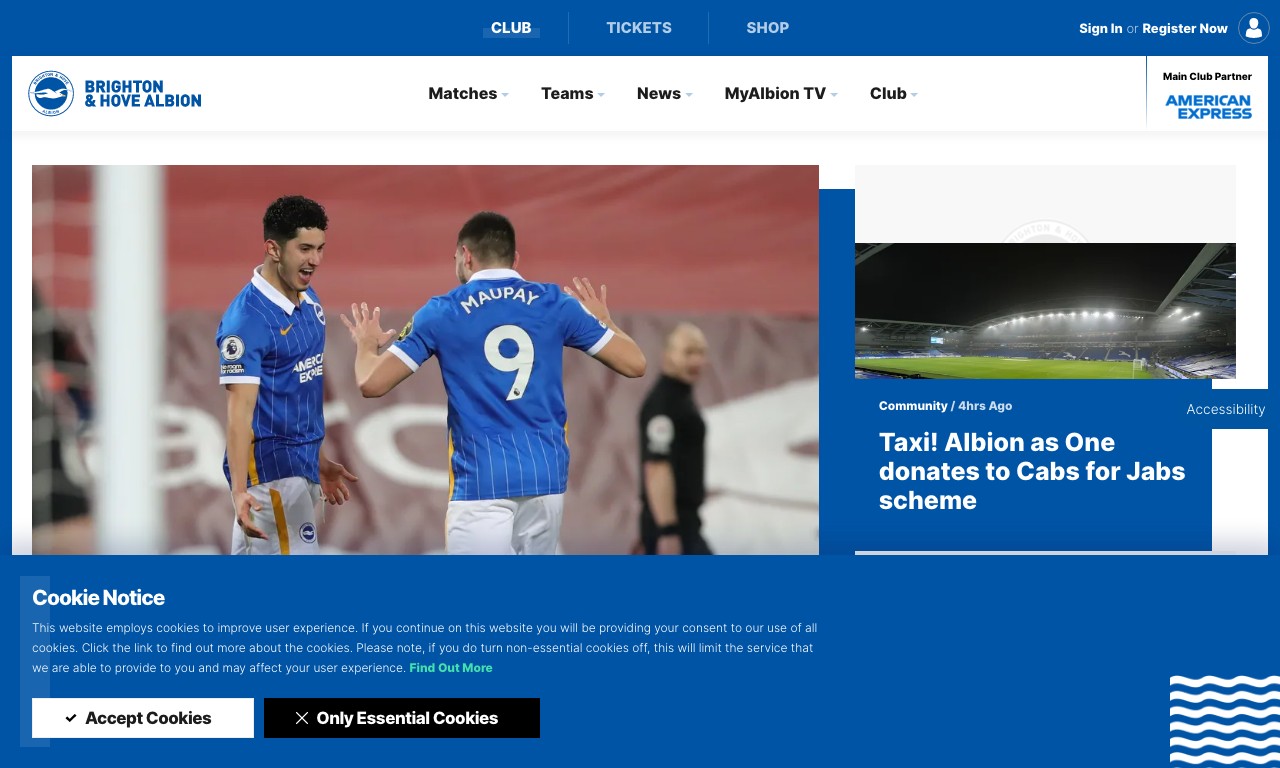 CLUB
TICKETS
SHOP
Sign In or Register Now
BRIGHTON
& HOVE ALBION
Matches
Teams
News
MyAlbion TV
Club
Main Club Partner
AMERICAN
EXPRESS
MAUPAY
9
Community / 4hrs Ago
Accessibility
Taxi! Albion as One
donates to Cabs for Jabs
scheme
Cookie Notice
This website employs cookies to improve user experience. If you continue on this website you will be providing your consent to our use of all
cookies. Click the link to find out more about the cookies. Please note, if you do turn non-essential cookies off, this will limit the service that
we are able to provide to you and may affect your user experience. Find Out More
Accept Cookies
Only Essential Cookies